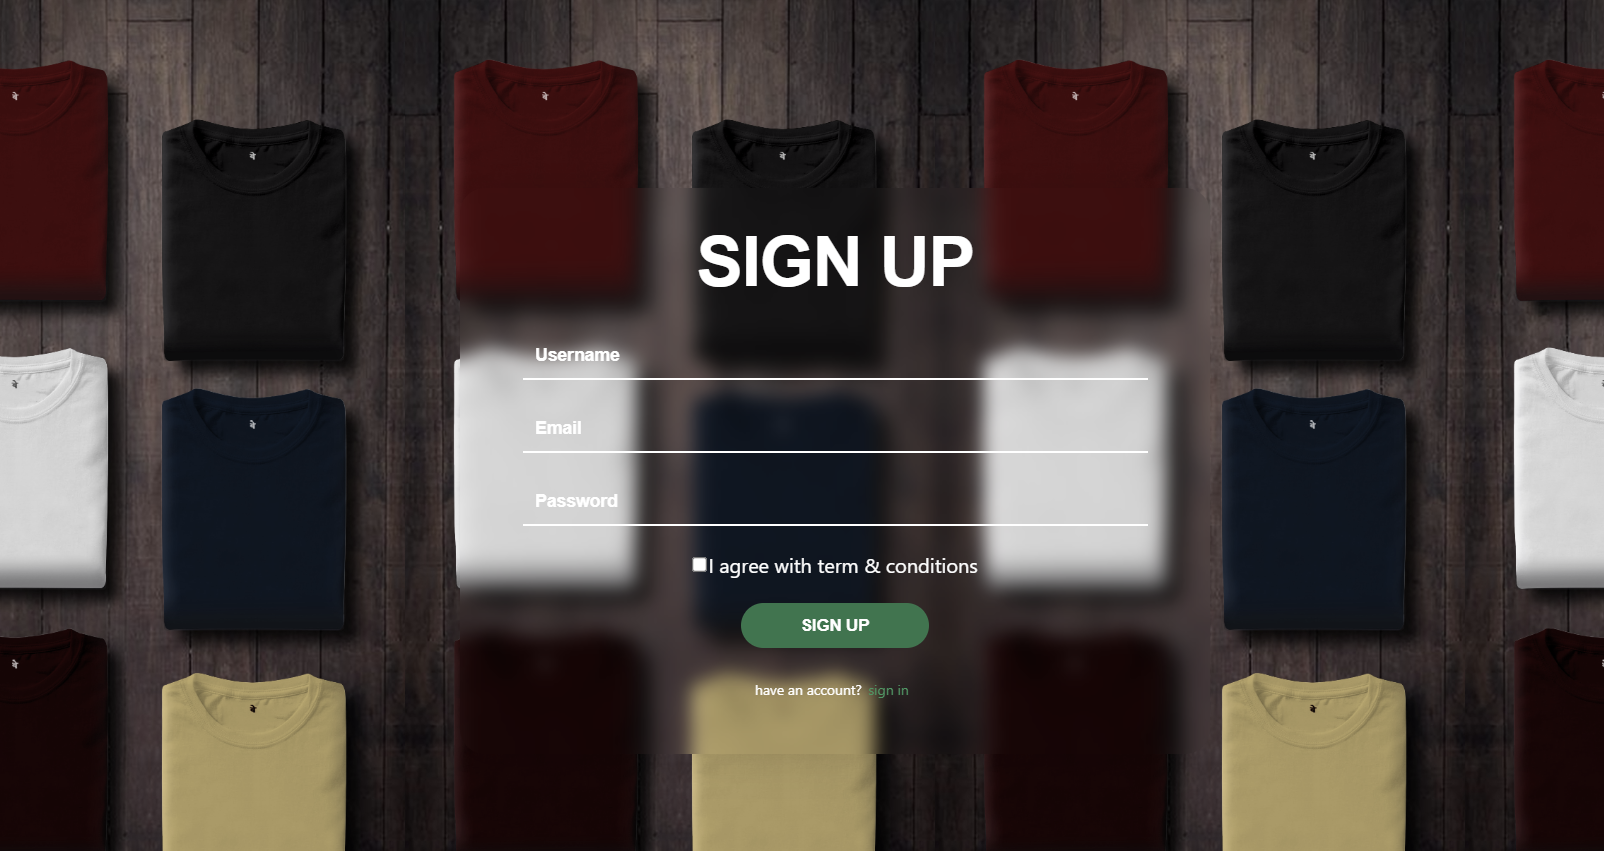 SIGN UP
Username
Email
Password
I agree with term & conditions
SIGN UP
have an account? sign in